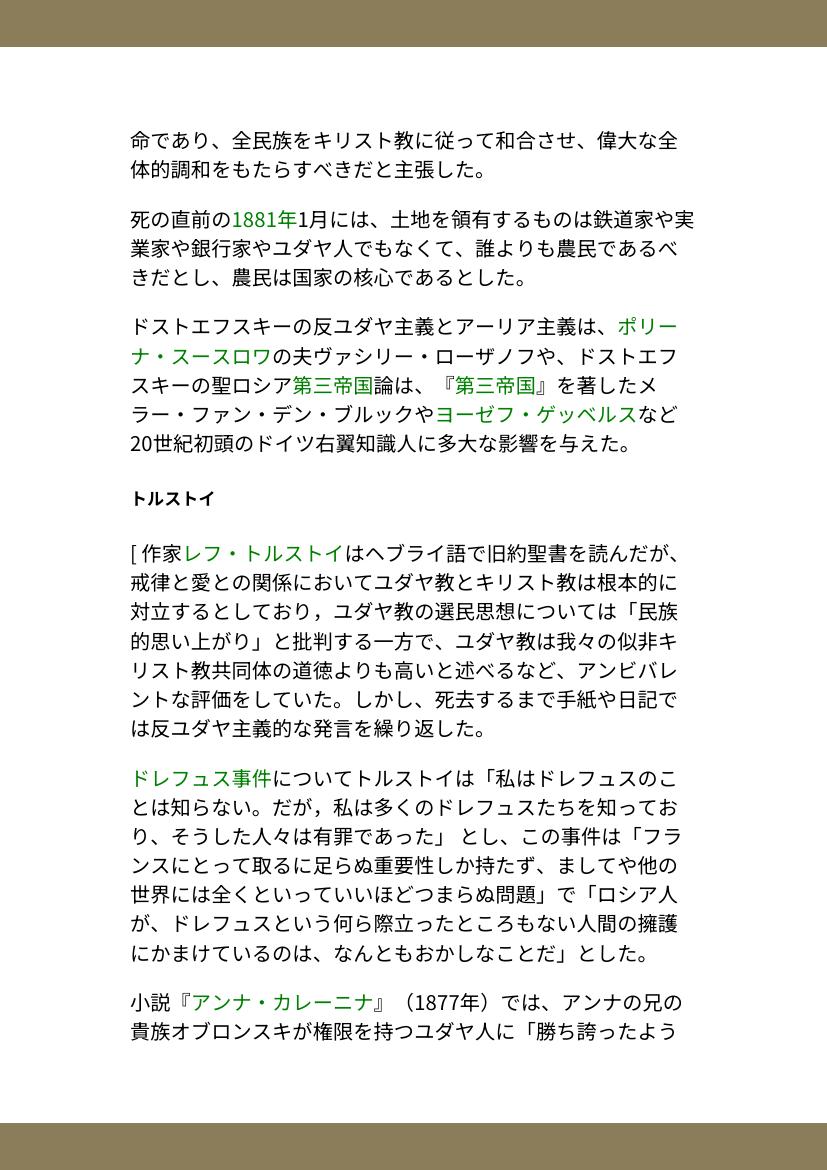 命であり、全民族をキリスト教に従って和合させ、偉大な全
体的調和をもたらすべきだと主張した。
死の直前の1881年1月には、土地を領有するものは鉄道家や実
業家や銀行家やユダヤ人でもなくて、誰よりも農民であるべ
きだとし、農民は国家の核心であるとした。
ドストエフスキーの反ユダヤ主義とアーリア主義は、ポリー
ナ・スースロワの夫ヴァシリー・ローザノフや、ドストエフ
スキーの聖ロシア第三帝国論は、『第三帝国』を著したメ
ラー・ファン・デン・ブルックやヨーゼフ・ゲッベルスなど
20世紀初頭のドイツ右翼知識人に多大な影響を与えた。
トルストイ
[ 作家レフ・トルストイはヘブライ語で旧約聖書を読んだが、
戒律と愛との関係においてユダヤ教とキリスト教は根本的に
対立するとしており，ユダヤ教の選民思想については「民族
的思い上がり」と批判する一方で、ユダヤ教は我々の似非キ
リスト教共同体の道徳よりも高いと述べるなど、アンビバレ
ントな評価をしていた。しかし、死去するまで手紙や日記で
は反ユダヤ主義的な発言を繰り返した。
ドレフュス事件についてトルストイは「私はドレフュスのこ
とは知らない。だが，私は多くのドレフュスたちを知ってお
り、そうした人々は有罪であった」 とし、この事件は「フラ
ンスにとって取るに足らぬ重要性しか持たず、ましてや他の
世界には全くといっていいほどつまらぬ問題」で「ロシア人
が、ドレフュスという何ら際立ったところもない人間の擁護
にかまけているのは、なんともおかしなことだ」とした。
小説『アンナ・カレーニナ』（1877年）では、アンナの兄の
貴族オブロンスキが権限を持つユダヤ人に「勝ち誇ったよう